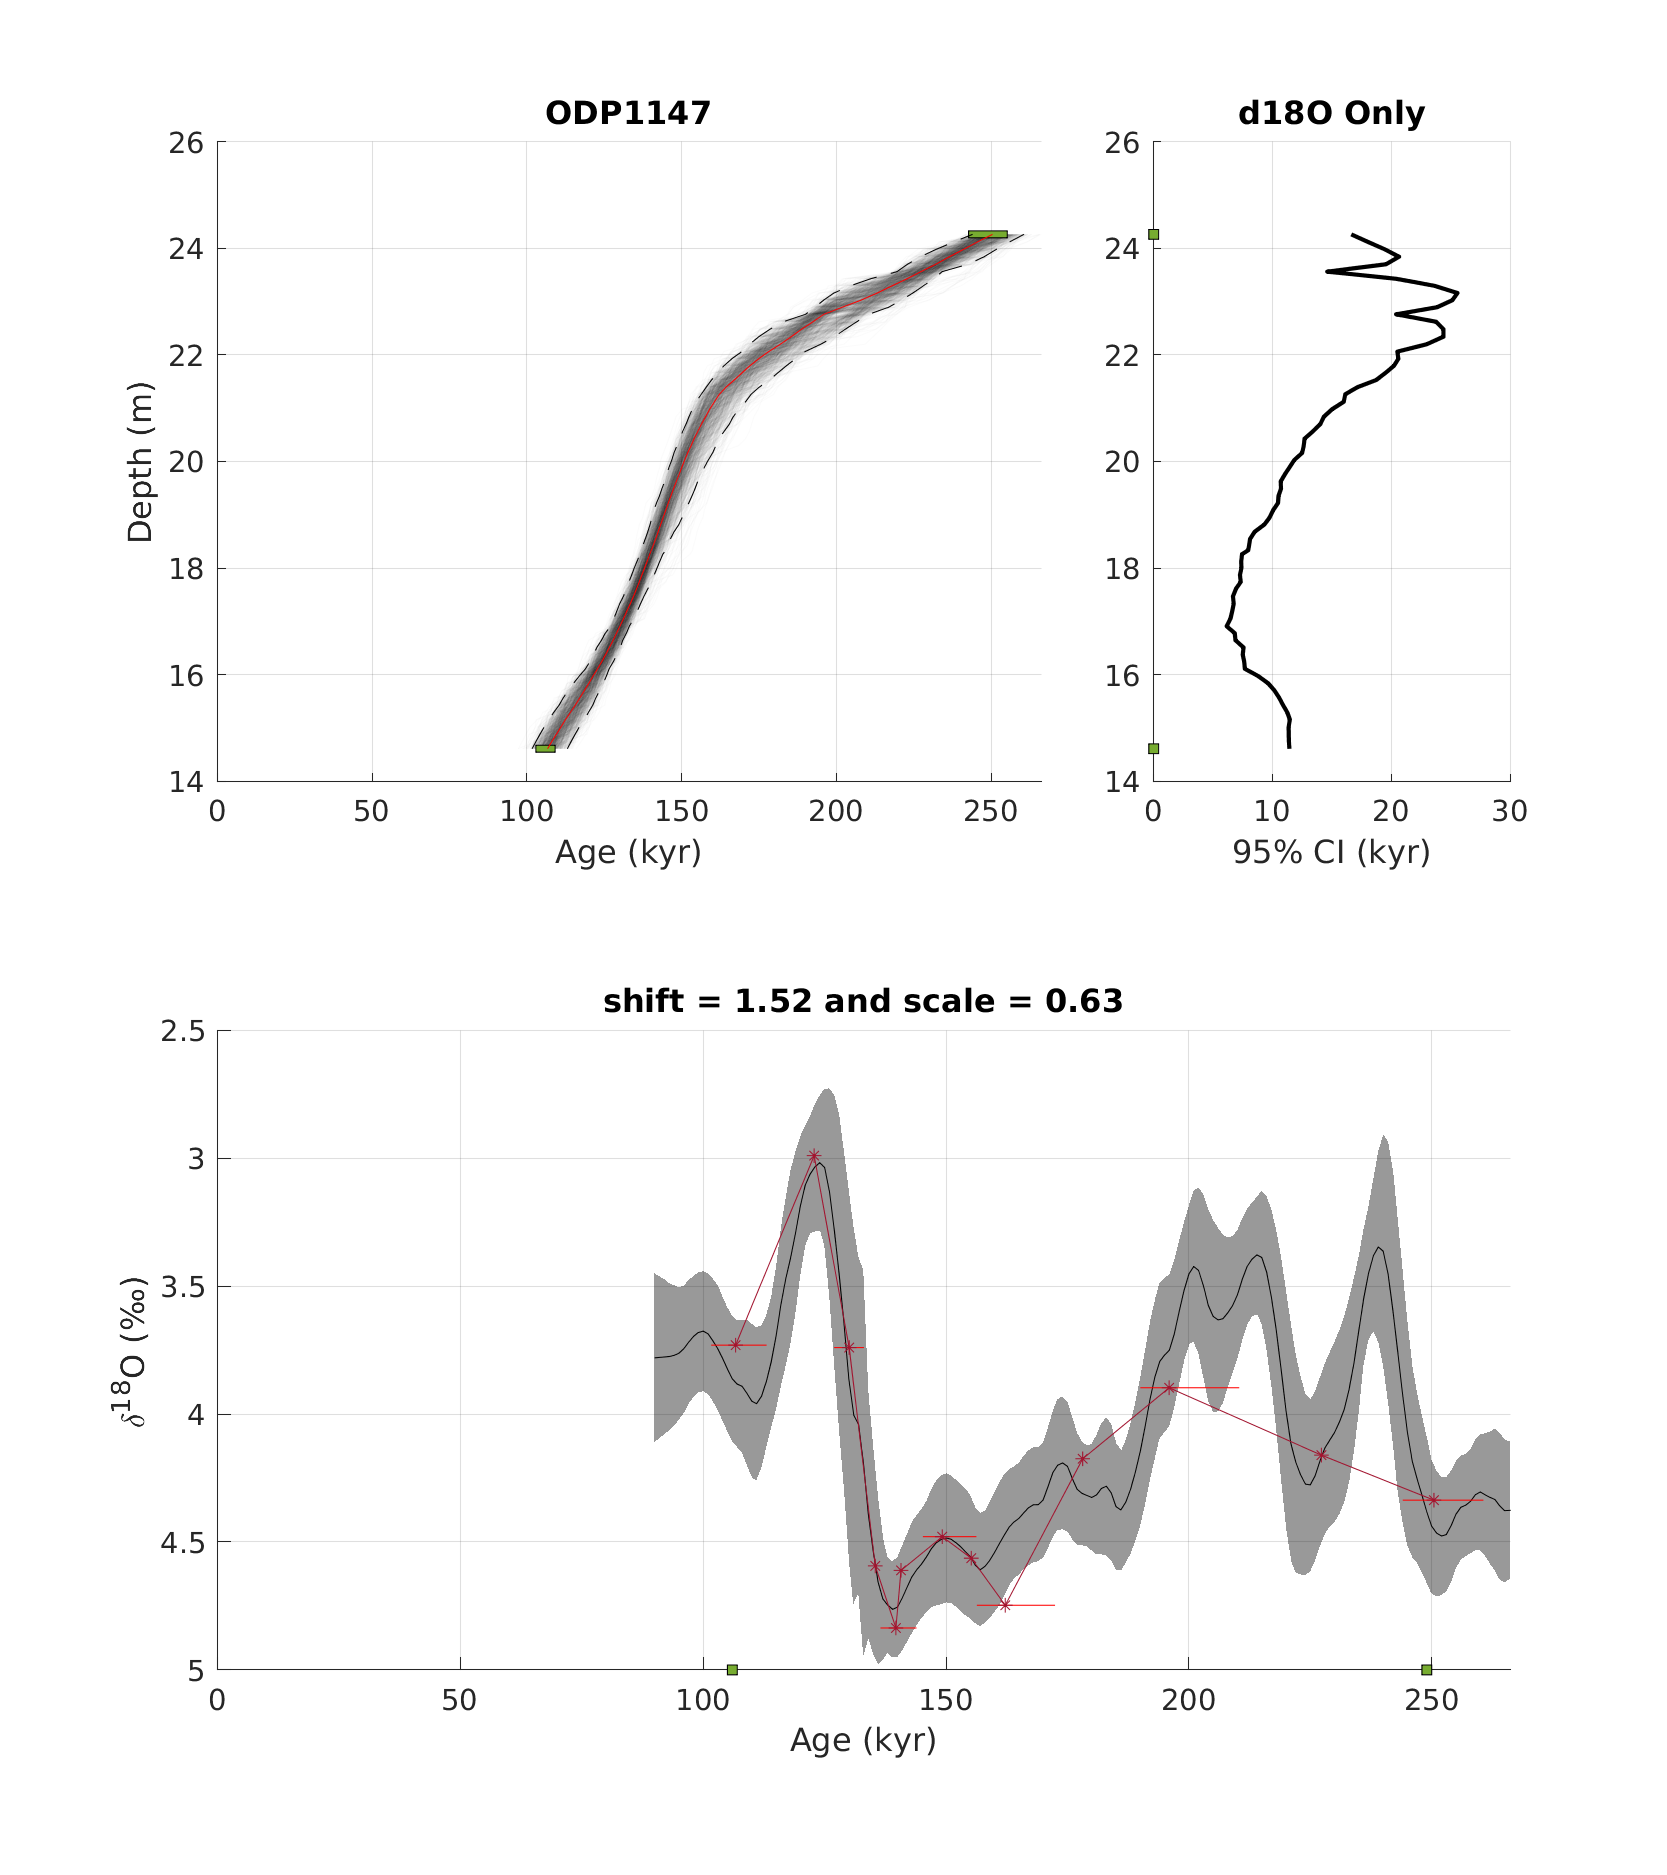 ODP1147
26
24
22
20
18
16
14
Depth (m)
0 50 100 150 200 250
Age (kyr)
d18O Only
26
24
22
20
18
16
14
0 10 20 30
95% CI (kyr)
shift = 1.52 and scale = 0.63
2.5
3
3.5
4
4.5
5
δ18O (‰)
0 50 100 150 200 250
Age (kyr)